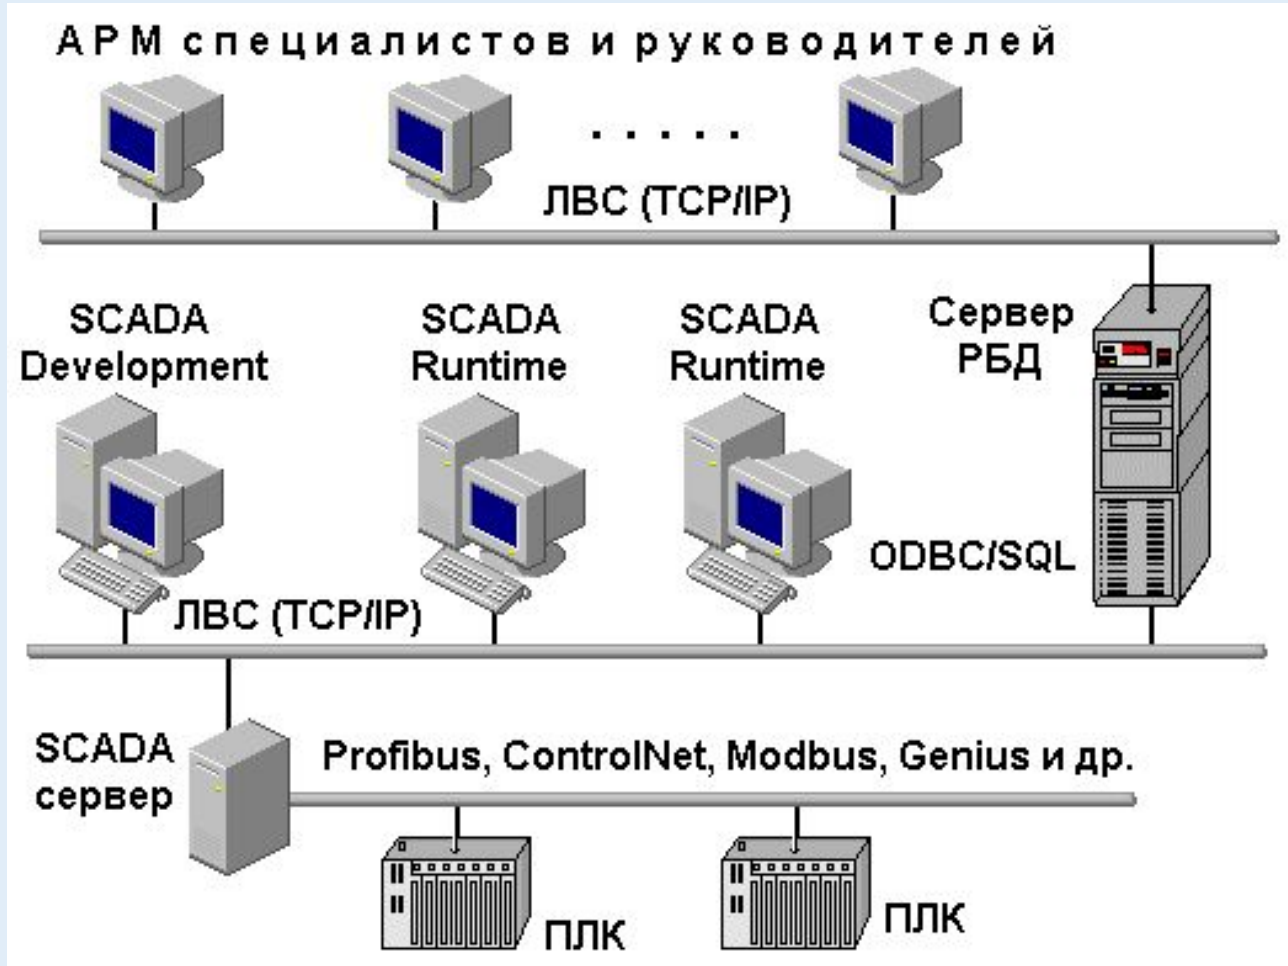 АРМ специалистов и руководителей
ЛВС (TCP/IP)
SCADA
Development
SCADA
Runtime
SCADA
Runtime
Сервер
РБД
ODBC/SQL
ЛВС (TCP/IP)
SCADA
сервер
Profibus, ControlNet, Modbus, Genius и др.
ПЛК
ПЛК